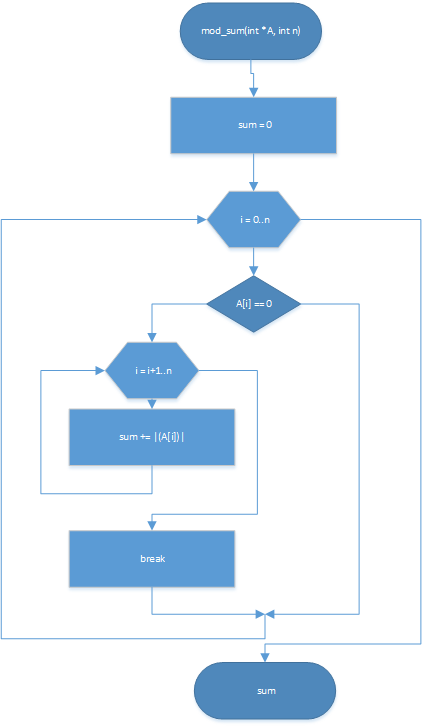 mod_sum(int *A, int n)
sum = 0
i = 0..n
A[i] == 0
i = i+1..n
sum += |(A[i])|
break
sum